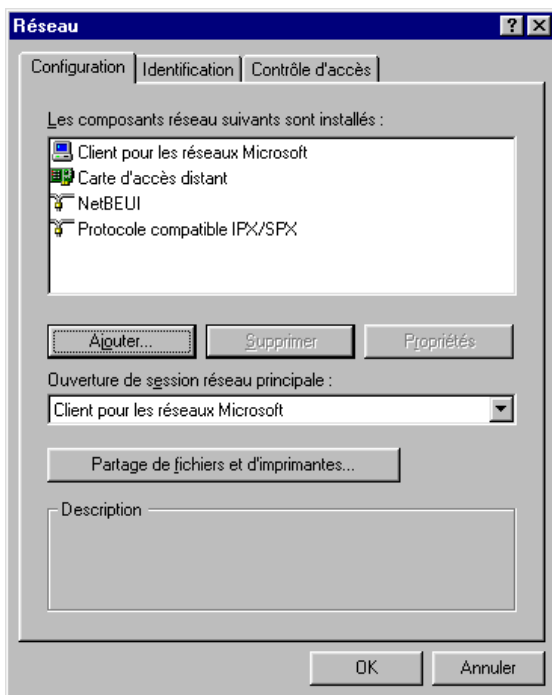 Réseau
Configuration Identification Contrôle d'accès
Les composants réseau suivants sont installés :
Client pour les réseaux Microsoft
Carte d'accès distant
NetBEUI
Protocole compatible IPX/SPX
Ajouter... Supprimer Propriétés
Ouverture de session réseau principale :
Client pour les réseaux Microsoft
Partage de fichiers et d'imprimantes...
Description
OK Annuler